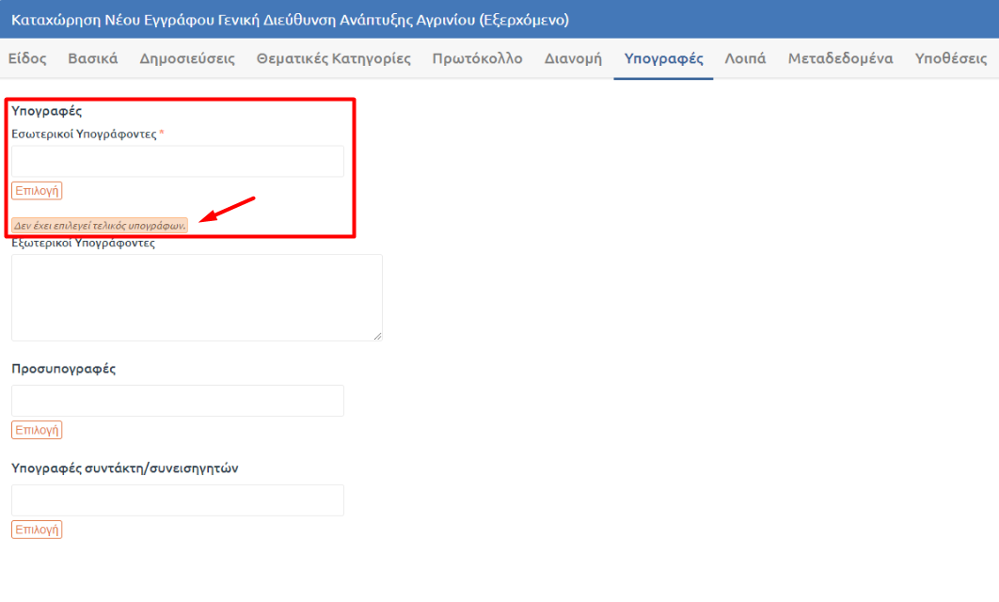 Καταχώρηση Νέου Εγγράφου Γενική Διεύθυνση Ανάπτυξης Αγρινίου (Εξερχόμενο)
Είδος Βασικά Δημοσιεύσεις Θεματικές Κατηγορίες Πρωτόκολλο Διανομή Υπογραφές Λοιπά Μεταδεδομένα Υποθέσεις
Υπογραφές
Εσωτερικοί Υπογράφοντες *
Επιλογή
Δεν έχει επιλεγεί τελικός υπογράφων.
Εξωτερικοί Υπογράφοντες
Προσυπογραφές
Επιλογή
Υπογραφές συντάκτη/συνεισηγητών
Επιλογή